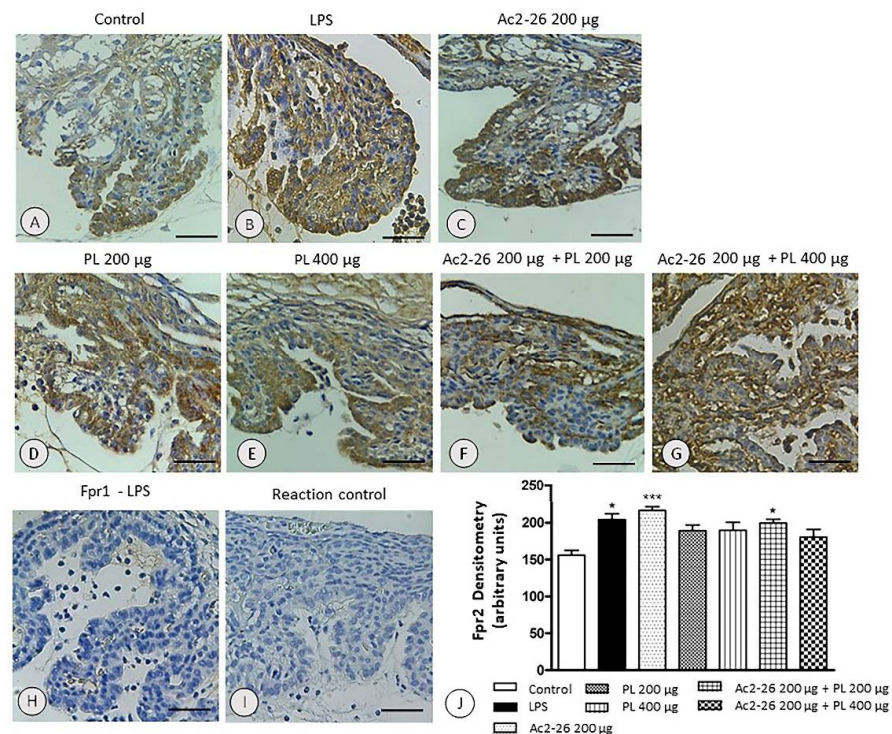 Control LPS Ac2-26 200 µg
A B C
PL 200 µg PL 400 µg Ac2-26 200 µg + PL 200 µg Ac2-26 200 µg + PL 400 µg
D E F G
Fpr1 - LPS Reaction control
H I J
Fpr2 Densitometry
(arbitrary units)
250
200
150
100
50
0
* *** *
Control PL 200 µg Ac2-26 200 µg + PL 200 µg
LPS PL 400 µg Ac2-26 200 µg + PL 400 µg
Ac2-26 200 µg